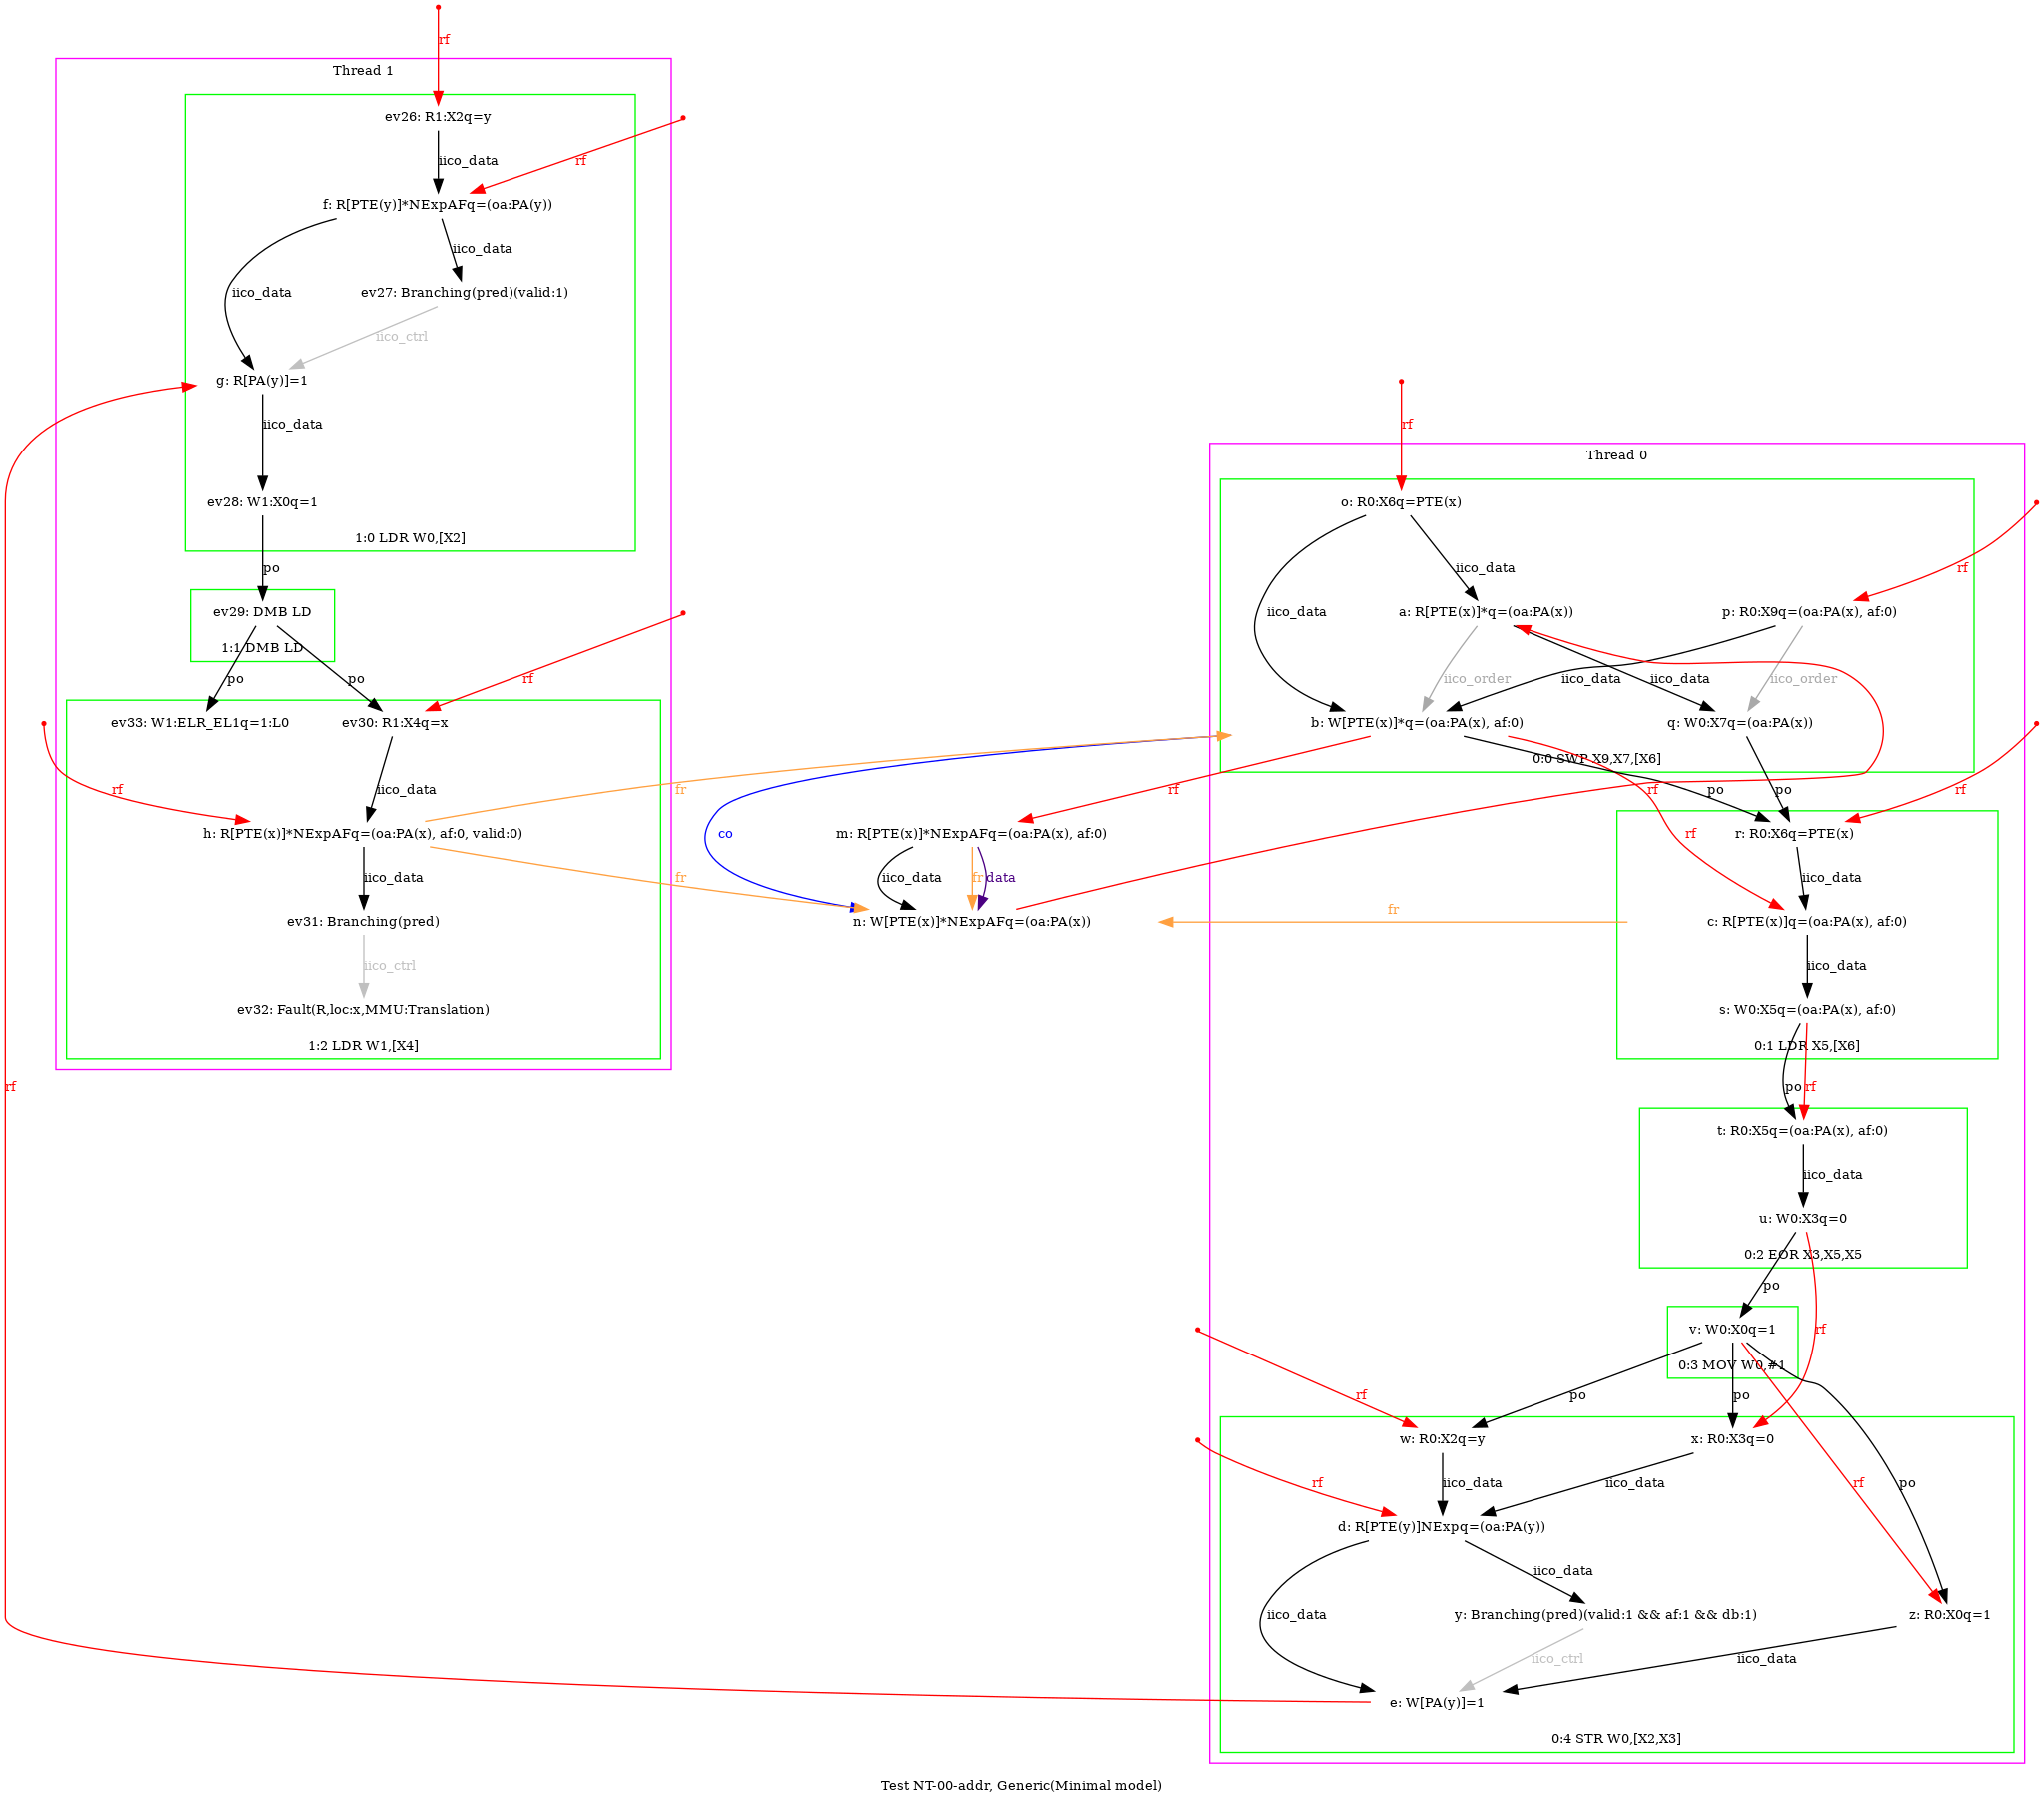 rf
Thread 1
ev26: R1:X2q=y
iico_data
rf
f: R[PTE(y)]*NExpAFq=(oa:PA(y))
iico_data
iico_data
ev27: Branching(pred)(valid:1)
iico_ctrl
g: R[PA(y)]=1
iico_data
ev28: W1:X0q=1
1:0 LDR W0,[X2]
po
ev29: DMB LD
1:1 DMB LD
po
po
rf
ev33: W1:ELR_EL1q=1:L0
ev30: R1:X4q=x
rf
iico_data
fr
h: R[PTE(x)]*NExpAFq=(oa:PA(x), af:0, valid:0)
iico_data
fr
ev31: Branching(pred)
iico_ctrl
ev32: Fault(R,loc:x,MMU:Translation)
1:2 LDR W1,[X4]
rf
co
rf
m: R[PTE(x)]*NExpAFq=(oa:PA(x), af:0)
iico_data
fr
data
n: W[PTE(x)]*NExpAFq=(oa:PA(x))
rf
Thread 0
o: R0:X6q=PTE(x)
iico_data
iico_data
rf
a: R[PTE(x)]*q=(oa:PA(x))
p: R0:X9q=(oa:PA(x), af:0)
iico_order
iico_data
iico_data
iico_order
b: W[PTE(x)]*q=(oa:PA(x), af:0)
q: W0:X7q=(oa:PA(x))
0:0 SWP X9,X7,[X6]
rf
po
po
rf
rf
r: R0:X6q=PTE(x)
iico_data
fr
c: R[PTE(x)]q=(oa:PA(x), af:0)
iico_data
s: W0:X5q=(oa:PA(x), af:0)
0:1 LDR X5,[X6]
po
rf
t: R0:X5q=(oa:PA(x), af:0)
iico_data
u: W0:X3q=0
0:2 EOR X3,X5,X5
po
rf
v: W0:X0q=1
0:3 MOV W0,#1
rf
po
po
rf
po
w: R0:X2q=y
x: R0:X3q=0
rf
iico_data
iico_data
d: R[PTE(y)]NExpq=(oa:PA(y))
iico_data
iico_data
y: Branching(pred)(valid:1 && af:1 && db:1)
z: R0:X0q=1
iico_ctrl
iico_data
e: W[PA(y)]=1
0:4 STR W0,[X2,X3]
Test NT-00-addr, Generic(Minimal model)